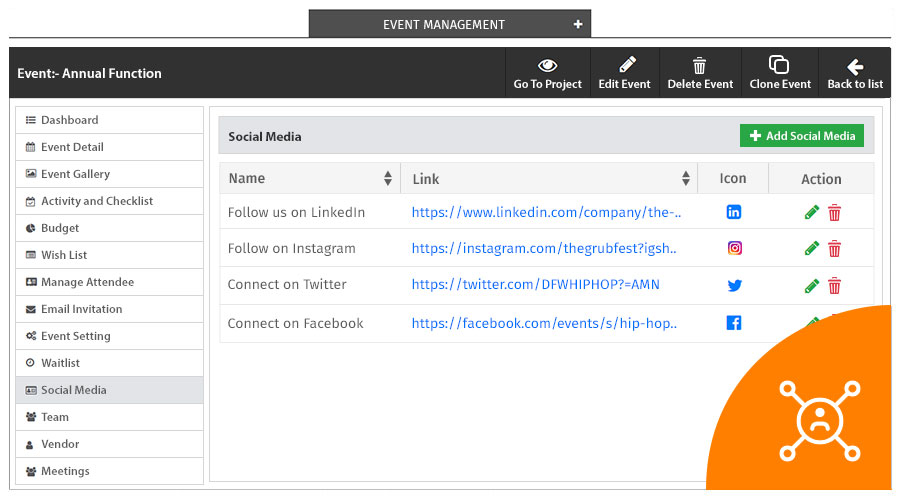 EVENT MANAGEMENT +
Event:- Annual Function
Go To Project
Edit Event
Delete Event
Clone Event
Back to list
Dashboard
Event Detail
Event Gallery
Activity and Checklist
Budget
Wish List
Manage Attendee
Email Invitation
Event Setting
Waitlist
Social Media
Team
Vendor
Meetings
Social Media
Add Social Media
Name Link Icon Action
Follow us on LinkedIn https://www.linkedin.com/company/the-..
Follow on Instagram https://instagram.com/thegrubfest?igsh..
Connect on Twitter https://twitter.com/DFWHIPHOP?=AMN
Connect on Facebook https://facebook.com/events/s/hip-hop..